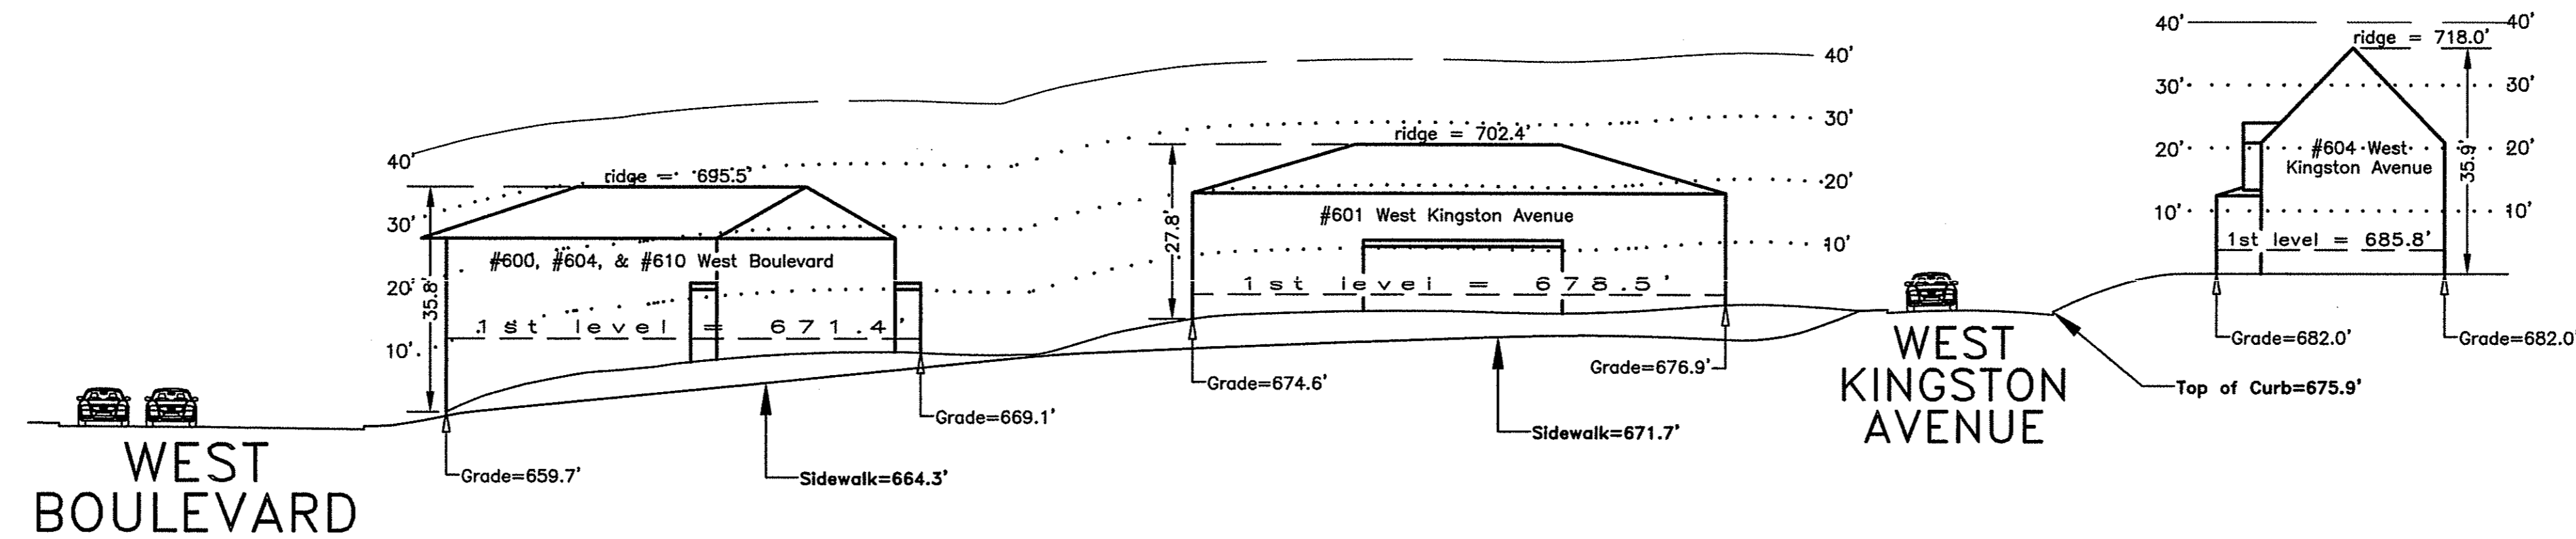 40'
30'
20'
10'
ridge = 695.5'
35.8'
#600, #604, & #610 West Boulevard
1st level = 671.4'
Grade=659.7'
Sidewalk=664.3'
Grade=669.1'
WEST
BOULEVARD
ridge = 702.4'
27.8'
#601 West Kingston Avenue
1st level = 678.5'
Grade=674.6'
Grade=676.9'
Sidewalk=671.7'
40'
30'
20'
10'
WEST
KINGSTON
AVENUE
Top of Curb=675.9'
40'
30'
20'
10'
ridge = 718.0'
#604 West
Kingston Avenue
1st level = 685.8'
35.9'
40'
30'
20'
10'
Grade=682.0'
Grade=682.0'